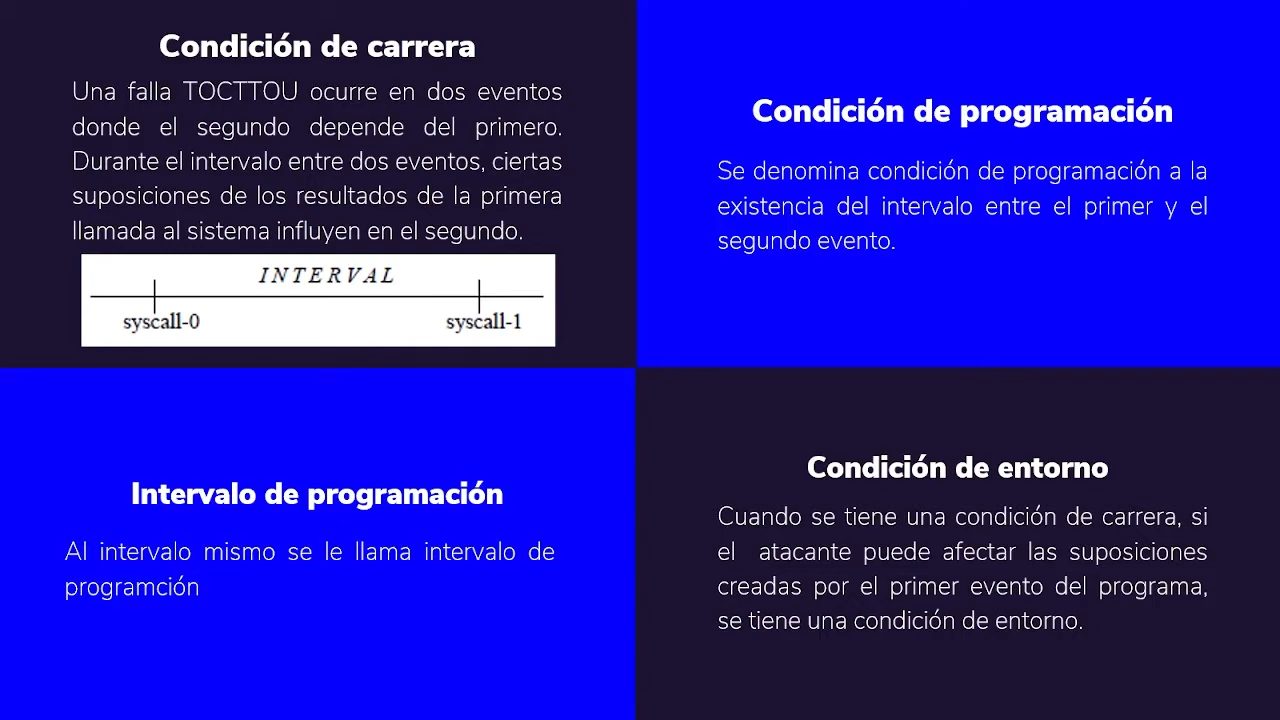 Condición de carrera
Una falla TOCTTOU ocurre en dos eventos
donde el segundo depende del primero.
Durante el intervalo entre dos eventos, ciertas
suposiciones de los resultados de la primera
llamada al sistema influyen en el segundo.
INTERVAL
syscall-0 syscall-1
Condición de programación
Se denomina condición de programación a la
existencia del intervalo entre el primer y el
segundo evento.
Intervalo de programación
Al intervalo mismo se le llama intervalo de
programción
Condición de entorno
Cuando se tiene una condición de carrera, si
el atacante puede afectar las suposiciones
creadas por el primer evento del programa,
se tiene una condición de entorno.